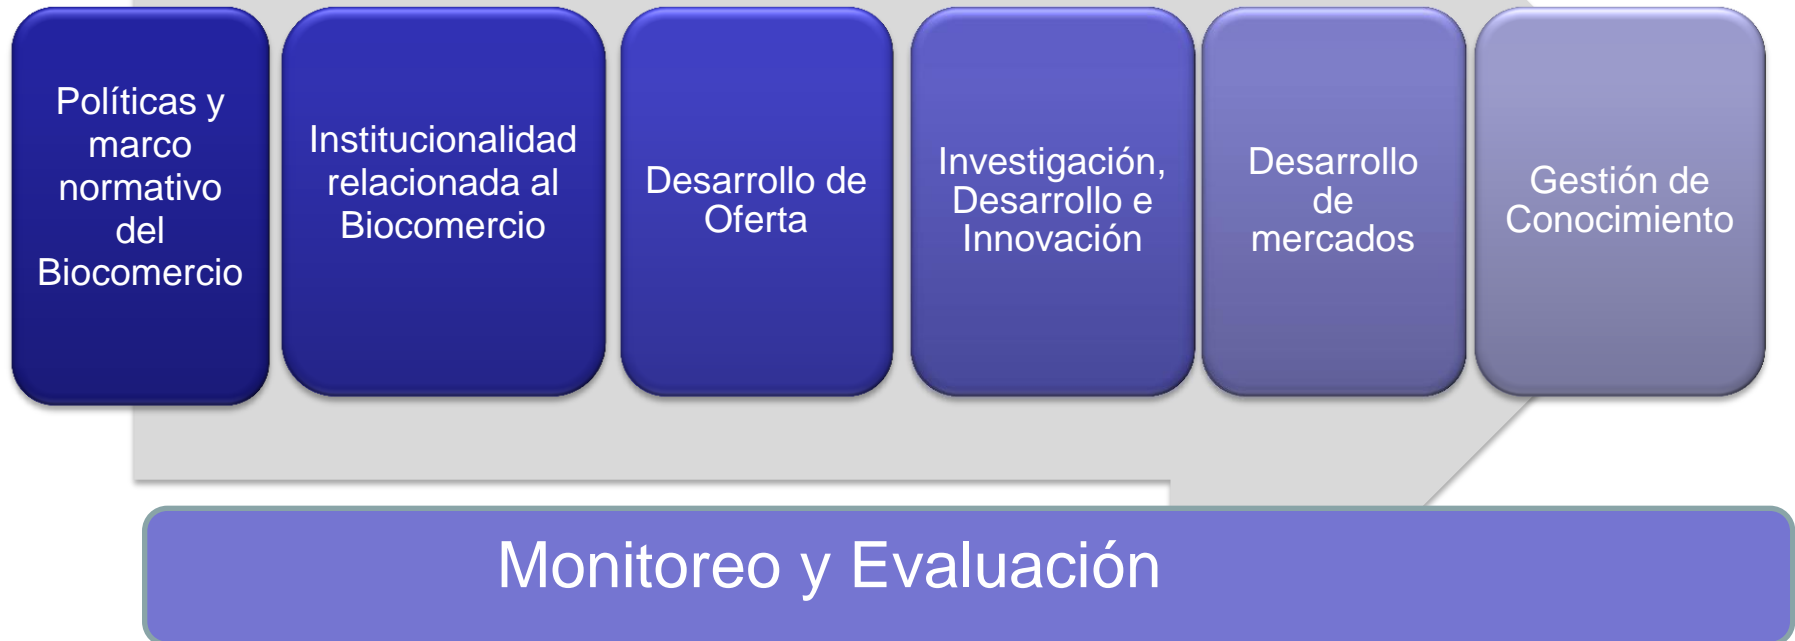 Políticas y
marco
normativo
del
Biocomercio
Institucionalidad
relacionada al
Biocomercio
Desarrollo de
Oferta
Investigación,
Desarrollo e
Innovación
Desarrollo
de
mercados
Gestión de
Conocimiento
Monitoreo y Evaluación